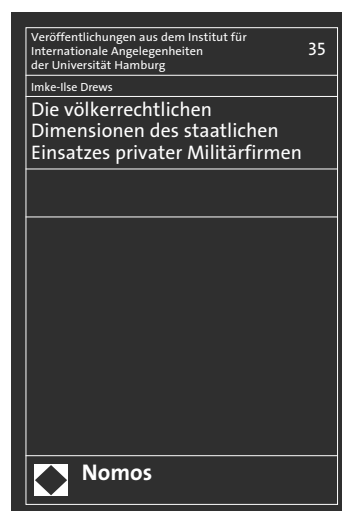 Veröffentlichungen aus dem Institut für
Internationale Angelegenheiten
der Universität Hamburg
35
Imke-Ilse Drews
Die völkerrechtlichen
Dimensionen des staatlichen
Einsatzes privater Militärfirmen
Nomos